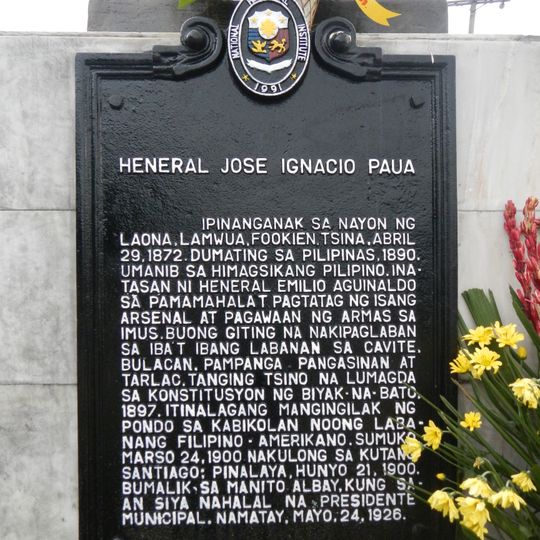 NATIONAL
INSTITUTE
1991
HENERAL JOSE IGNACIO PAUA
IPINANGANAK SA NAYON NG
LAONA, LAMWUA, FOOKIEN, TSINA, ABRIL
29, 1872. DUMATING SA PILIPINAS, 1890.
UMANIB SA HIMAGSIKANG PILIPINO. INA-
TASAN NI HENERAL EMILIO AGUINALDO
SA PAMAMAHALA'T PAGTATAG NG ISANG
ARSENAL AT PAGAWAAN NG ARMAS SA
IMUS. BUONG GITING NA NAKIPAGLABAN
SA IBA'T IBANG LABANAN SA CAVITE,
BULACAN, PAMPANGA PANGASINAN AT
TARLAC. TANGING TSINO NA LUMAGDA
SA KONSTITUSYON NG BIYAK-NA-BATO,
1897. ITINALAGANG MANGINGILAK NG
PONDO SA KABIKOLAN NOONG LABA-
NANG FILIPINO-AMERIKANO. SUMUKO
MARSO 24, 1900 NAKULONG SA KUTANG
SANTIAGO; PINALAYA, HUNYO 21, 1900.
BUMALIK SA MANITO ALBAY, KUNG SA-
AN SIYA NAHALAL NA PRESIDENTE
MUNICIPAL. NAMATAY, MAYO, 24, 1926.